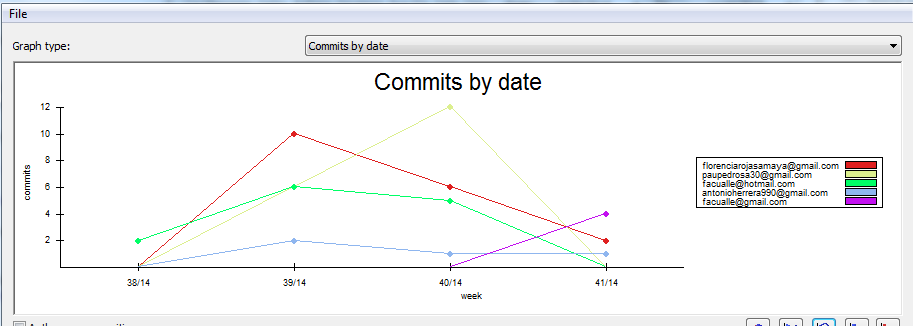 File
Graph type:
Commits by date
Commits by date
12
10
8
6
4
2
commits
38/14
39/14
40/14
41/14
week
florenciarojasamaya@gmail.com
paupedrosa30@gmail.com
facualle@hotmail.com
antonioherrera990@gmail.com
facualle@gmail.com